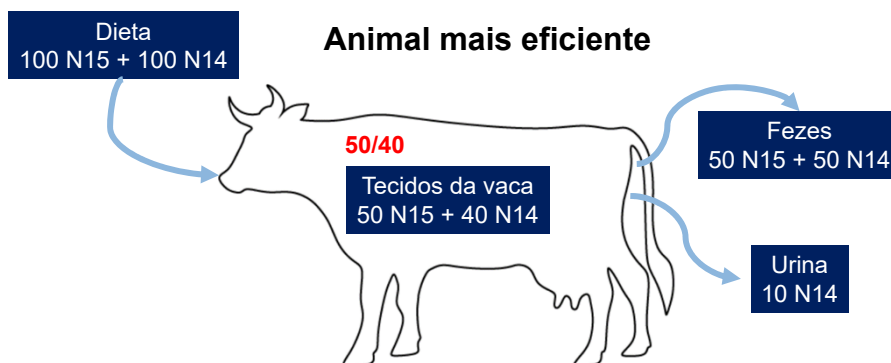 Dieta
100 N15 + 100 N14
Animal mais eficiente
50/40
Tecidos da vaca
50 N15 + 40 N14
Fezes
50 N15 + 50 N14
Urina
10 N14